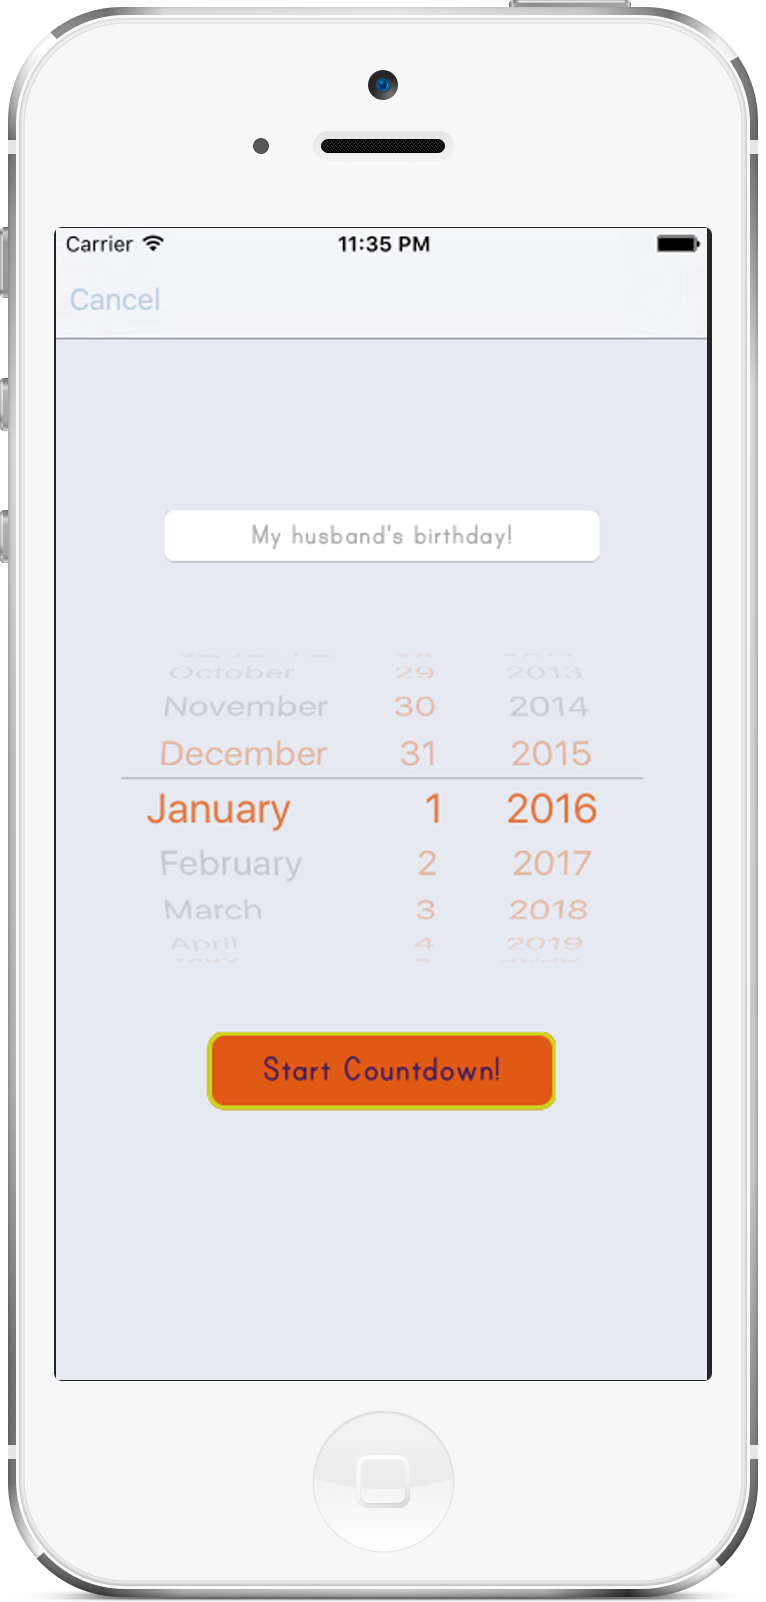 Carrier 11:35 PM
Cancel
My husband's birthday!
October 29 2013
November 30 2014
December 31 2015
January 1 2016
February 2 2017
March 3 2018
April 4 2019
Start Countdown!